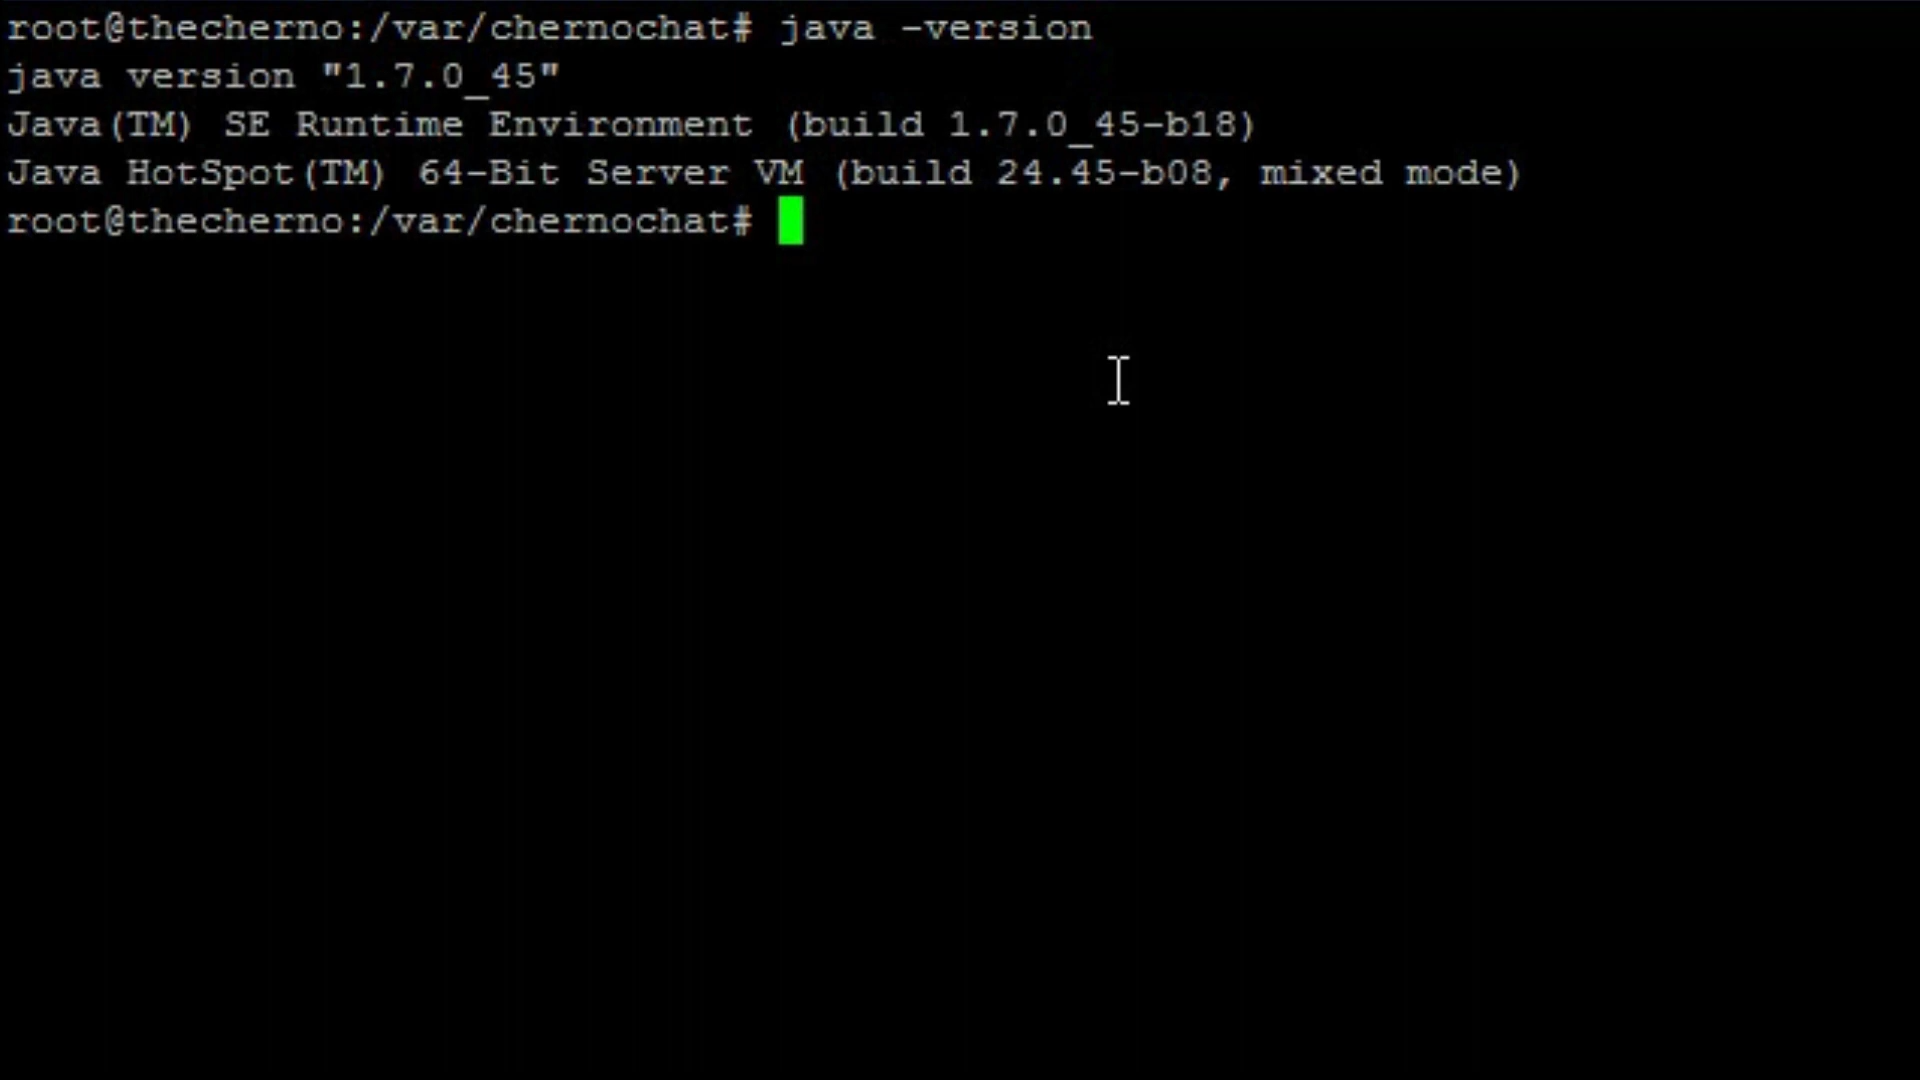 root@thecherno:/var/chernochat# java -version
java version "1.7.0_45"
Java(TM) SE Runtime Environment (build 1.7.0_45-b18)
Java HotSpot(TM) 64-Bit Server VM (build 24.45-b08, mixed mode)
root@thecherno:/var/chernochat#